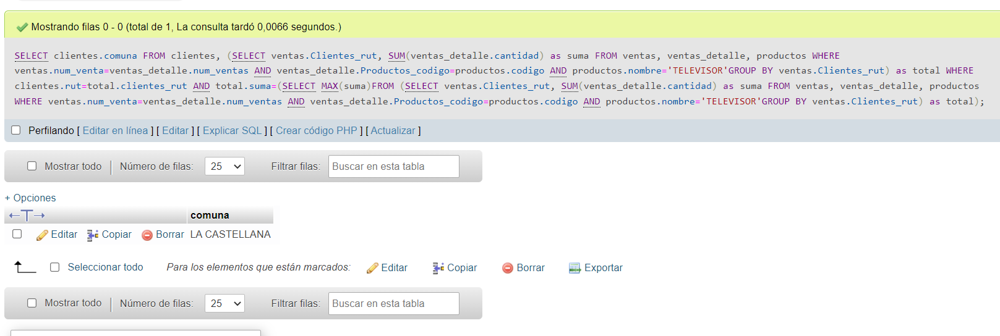 Mostrando filas 0 - 0 (total de 1, La consulta tardó 0,0066 segundos.)
SELECT clientes.comuna FROM clientes, (SELECT ventas.Clientes_rut, SUM(ventas_detalle.cantidad) as suma FROM ventas, ventas_detalle, productos WHERE
ventas.num_venta=ventas_detalle.num_ventas AND ventas_detalle.Productos_codigo=productos.codigo AND productos.nombre='TELEVISOR'GROUP BY ventas.Clientes_rut) as total WHERE
clientes.rut=total.clientes_rut AND total.suma=(SELECT MAX(suma)FROM (SELECT ventas.Clientes_rut, SUM(ventas_detalle.cantidad) as suma FROM ventas, ventas_detalle, productos
WHERE ventas.num_venta=ventas_detalle.num_ventas AND ventas_detalle.Productos_codigo=productos.codigo AND productos.nombre='TELEVISOR'GROUP BY ventas.Clientes_rut) as total);
Perfilando [ Editar en línea ] [ Editar ] [ Explicar SQL ] [ Crear código PHP ] [ Actualizar ]
Mostrar todo | Número de filas: 25 Filtrar filas: Buscar en esta tabla
+ Opciones
←T→ comuna
Editar Copiar Borrar LA CASTELLANA
Seleccionar todo Para los elementos que están marcados: Editar Copiar Borrar Exportar
Mostrar todo | Número de filas: 25 Filtrar filas: Buscar en esta tabla